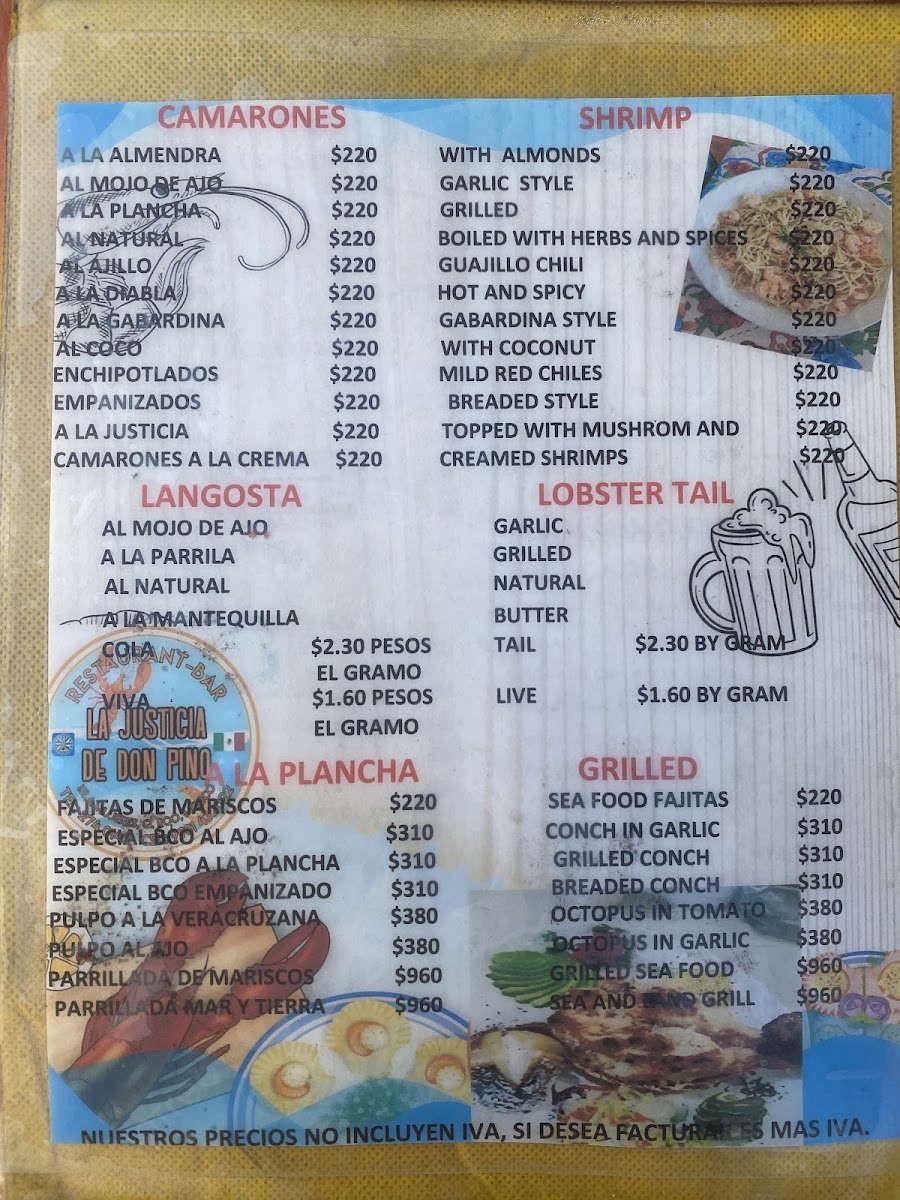 CAMARONES SHRIMP
A LA ALMENDRA $220 WITH ALMONDS $220
AL MOJO DE AJO $220 GARLIC STYLE $220
A LA PLANCHA $220 GRILLED $220
AL NATURAL $220 BOILED WITH HERBS AND SPICES $220
AL AJILLO $220 GUAJILLO CHILI $220
A LA DIABLA $220 HOT AND SPICY $220
A LA GABARDINA $220 GABARDINA STYLE $220
AL COCO $220 WITH COCONUT $220
ENCHIPOTLADOS $220 MILD RED CHILES $220
EMPANIZADOS $220 BREADED STYLE $220
A LA JUSTICIA $220 TOPPED WITH MUSHROM AND $220
CAMARONES A LA CREMA $220 CREAMED SHRIMPS $220
LANGOSTA LOBSTER TAIL
AL MOJO DE AJO GARLIC
A LA PARRILA GRILLED
AL NATURAL NATURAL
A LA MANTEQUILLA BUTTER
COLA $2.30 PESOS TAIL $2.30 BY GRAM
EL GRAMO
VIVA $1.60 PESOS LIVE $1.60 BY GRAM
EL GRAMO
RESTAURANT-BAR
LA JUSTICIA
DE DON PINO
A LA PLANCHA GRILLED
FAJITAS DE MARISCOS $220 SEA FOOD FAJITAS $220
ESPECIAL BCO AL AJO $310 CONCH IN GARLIC $310
ESPECIAL BCO A LA PLANCHA $310 GRILLED CONCH $310
ESPECIAL BCO EMPANIZADO $310 BREADED CONCH $310
PULPO A LA VERACRUZANA $380 OCTOPUS IN TOMATO $380
PULPO AL AJO $380 OCTOPUS IN GARLIC $380
PARRILLADA DE MARISCOS $960 GRILLED SEA FOOD $960
PARRILLADA MAR Y TIERRA $960 SEA AND LAND GRILL $960
NUESTROS PRECIOS NO INCLUYEN IVA, SI DESEA FACTURAR ES MAS IVA.